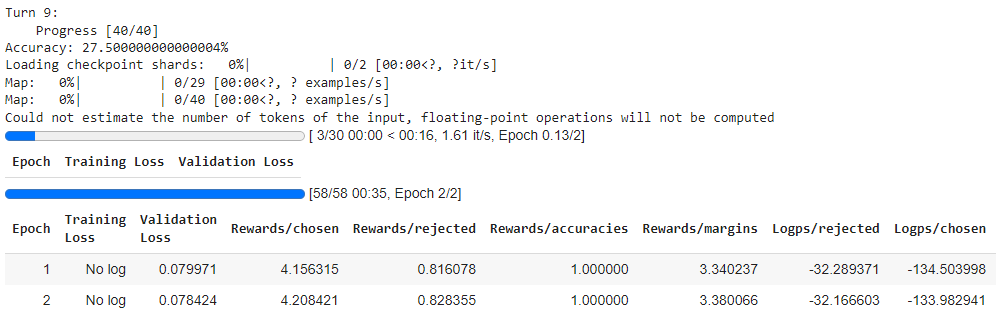 Turn 9:
Progress [40/40]
Accuracy: 27.500000000000004%
Loading checkpoint shards:   0%|          | 0/2 [00:00<?, ?it/s]
Map:   0%|          | 0/29 [00:00<?, ? examples/s]
Map:   0%|          | 0/40 [00:00<?, ? examples/s]
Could not estimate the number of tokens of the input, floating-point operations will not be computed
[ 3/30 00:00 < 00:16, 1.61 it/s, Epoch 0.13/2]
Epoch Training Loss Validation Loss
[58/58 00:35, Epoch 2/2]
Epoch Training Loss Validation Loss Rewards/chosen Rewards/rejected Rewards/accuracies Rewards/margins Logps/rejected Logps/chosen
1 No log 0.079971 4.156315 0.816078 1.000000 3.340237 -32.289371 -134.503998
2 No log 0.078424 4.208421 0.828355 1.000000 3.380066 -32.166603 -133.982941